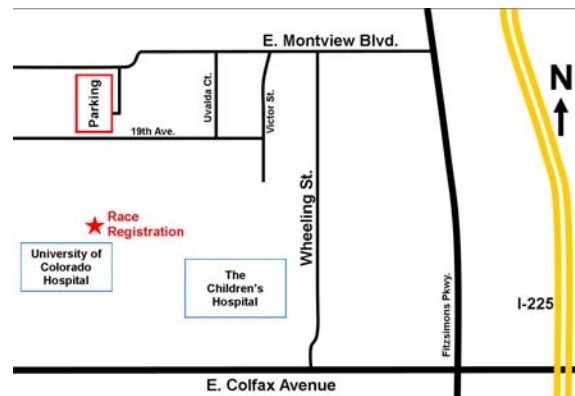 E. Montview Blvd.
N
Parking
Uvalda Ct.
Victor St.
19th Ave.
Wheeling St.
Race
Registration
University of
Colorado
Hospital
The
Children's
Hospital
Fitzsimons Pkwy.
I-225
E. Colfax Avenue